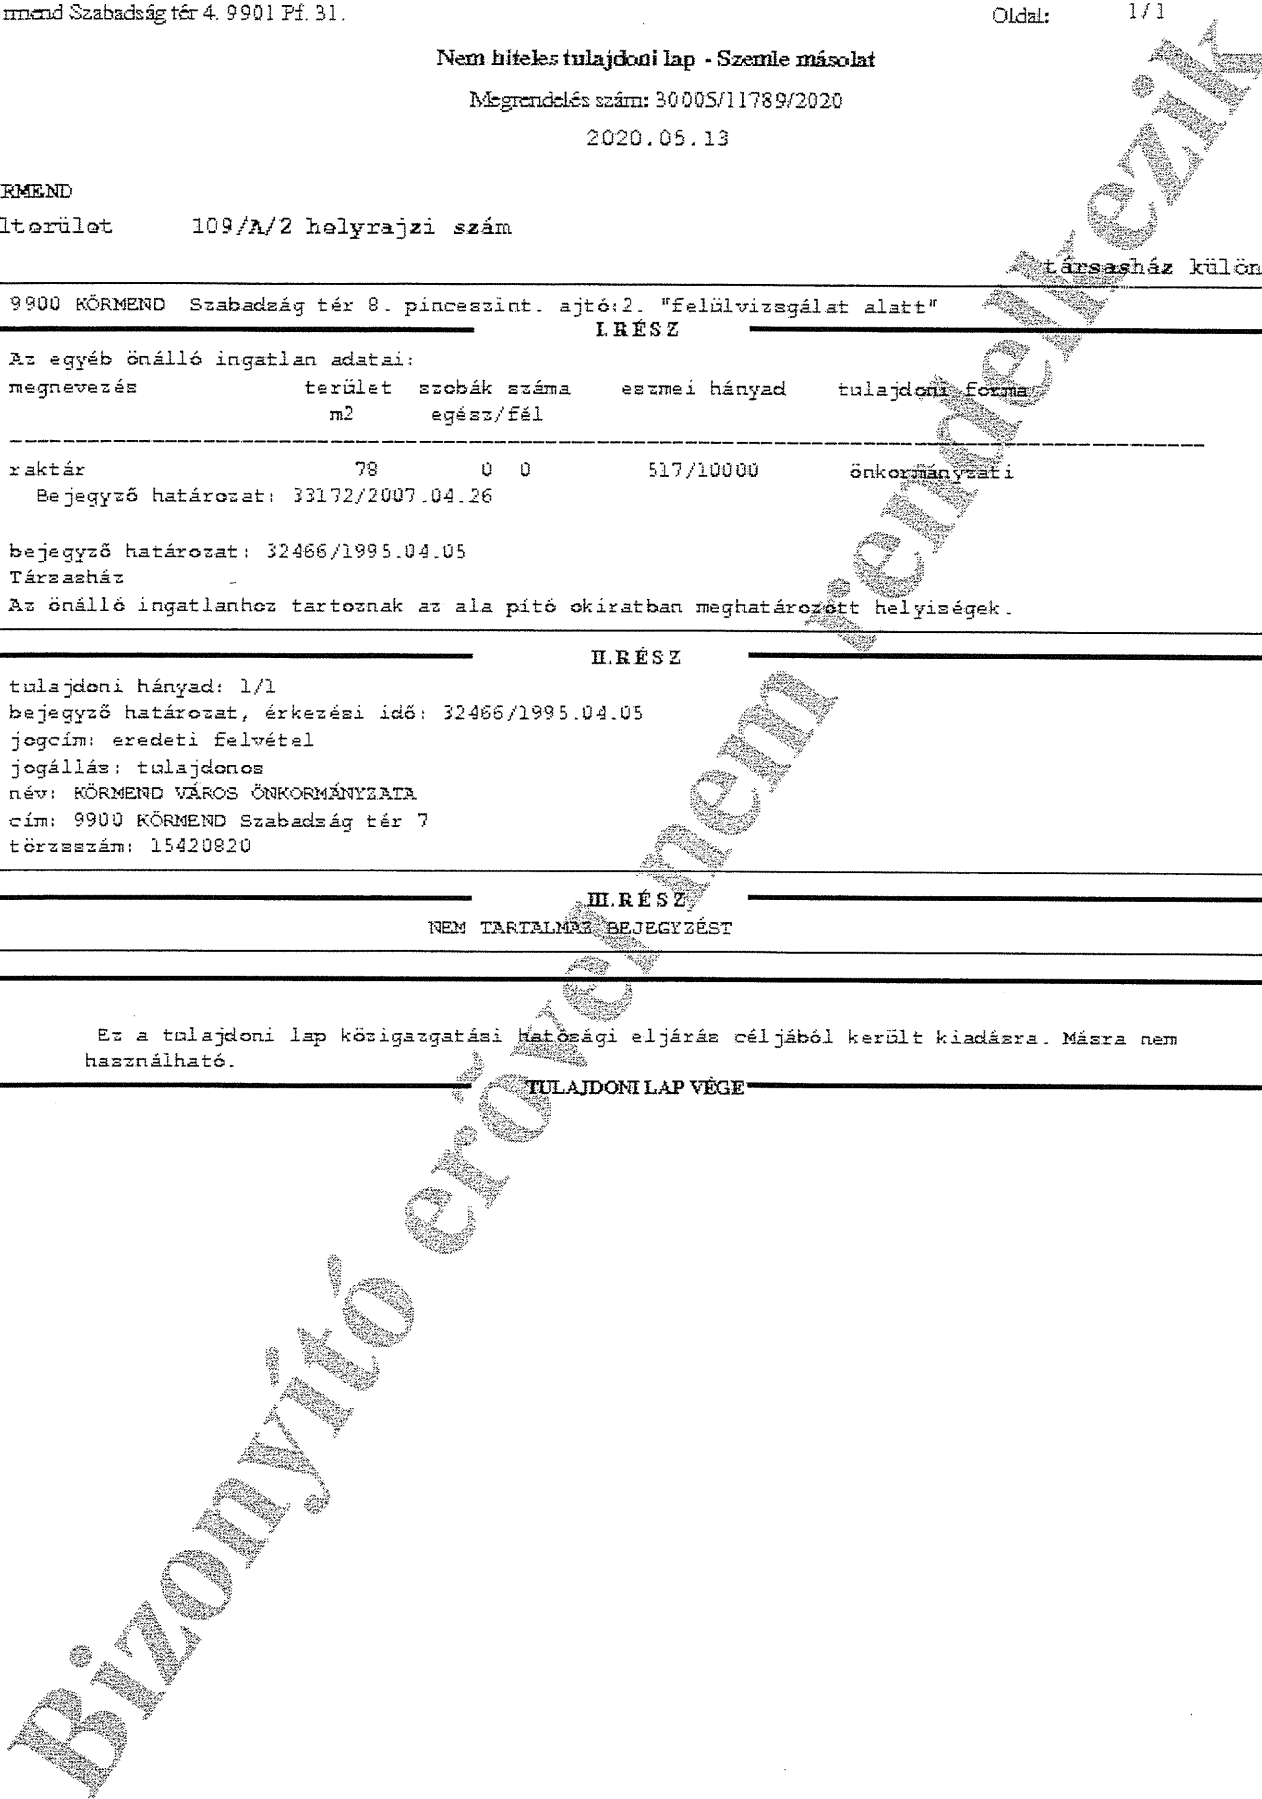 rmend Szabadság tér 4. 9901 Pf. 31.
Oldal: 1/1
Nem hiteles tulajdoni lap - Szemle másolat
Megrendelés szám: 30005/11789/2020
2020.05.13
RMEND
lterület 109/A/2 helyrajzi szám
társasház külön
9900 KÖRMEND Szabadság tér 8. pinceszint. ajtó:2. "felülvizsgálat alatt"
I. RÉSZ
Az egyéb önálló ingatlan adatai:
megnevezés terület szobák száma eszmei hányad tulajdoni forma
m2 egész/fél
raktár 78 0 0 517/10000 önkormányzati
Bejegyző határozat: 33172/2007.04.26
bejegyző határozat: 32466/1995.04.05
Társasház
Az önálló ingatlanhoz tartoznak az ala pító okiratban meghatározott helyiségek.
II. RÉSZ
tulajdoni hányad: 1/1
bejegyző határozat, érkezési idő: 32466/1995.04.05
jogcím: eredeti felvétel
jogállás: tulajdonos
név: KÖRMEND VÁROS ÖNKORMÁNYZATA
cím: 9900 KÖRMEND Szabadság tér 7
törzsszám: 15420820
III. RÉSZ
NEM TARTALMAZ BEJEGYZÉST
Ez a tulajdoni lap közigazgatási hatósági eljárás céljából került kiadásra. Másra nem
használható.
TULAJDONI LAP VÉGE
Bizonyító erővel nem rendelkezik